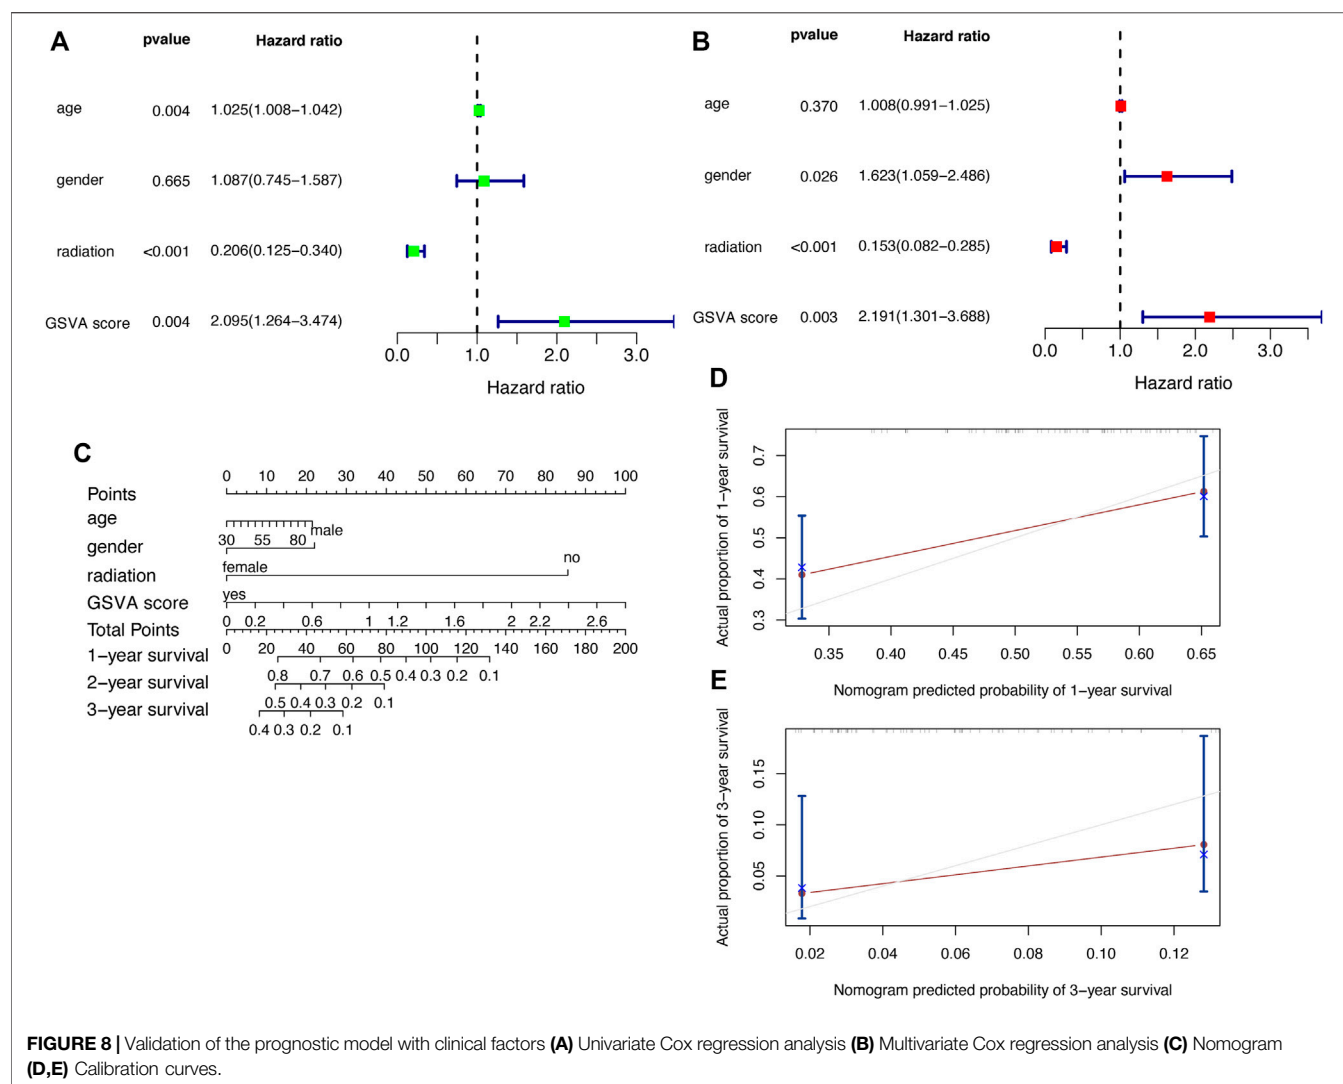 A
pvalue Hazard ratio
age 0.004 1.025(1.008−1.042)
gender 0.665 1.087(0.745−1.587)
radiation <0.001 0.206(0.125−0.340)
GSVA score 0.004 2.095(1.264−3.474)
0.0 1.0 2.0 3.0
Hazard ratio
B
pvalue Hazard ratio
age 0.370 1.008(0.991−1.025)
gender 0.026 1.623(1.059−2.486)
radiation <0.001 0.153(0.082−0.285)
GSVA score 0.003 2.191(1.301−3.688)
0.0 1.0 2.0 3.0
Hazard ratio
C
0 10 20 30 40 50 60 70 80 90 100
Points
age
30 55 80
gender
male
female
radiation
no
yes
GSVA score
0 0.2 0.6 1 1.2 1.6 2 2.2 2.6
Total Points
0 20 40 60 80 100 120 140 160 180 200
1−year survival
0.8 0.7 0.6 0.5 0.4 0.3 0.2 0.1
2−year survival
0.5 0.4 0.3 0.2 0.1
3−year survival
0.4 0.3 0.2 0.1
D
Actual proportion of 1−year survival
0.7
0.6
0.5
0.4
0.3
0.35 0.40 0.45 0.50 0.55 0.60 0.65
Nomogram predicted probability of 1−year survival
E
Actual proportion of 3−year survival
0.15
0.10
0.05
0.02 0.04 0.06 0.08 0.10 0.12
Nomogram predicted probability of 3−year survival
FIGURE 8 | Validation of the prognostic model with clinical factors (A) Univariate Cox regression analysis (B) Multivariate Cox regression analysis (C) Nomogram
(D,E) Calibration curves.